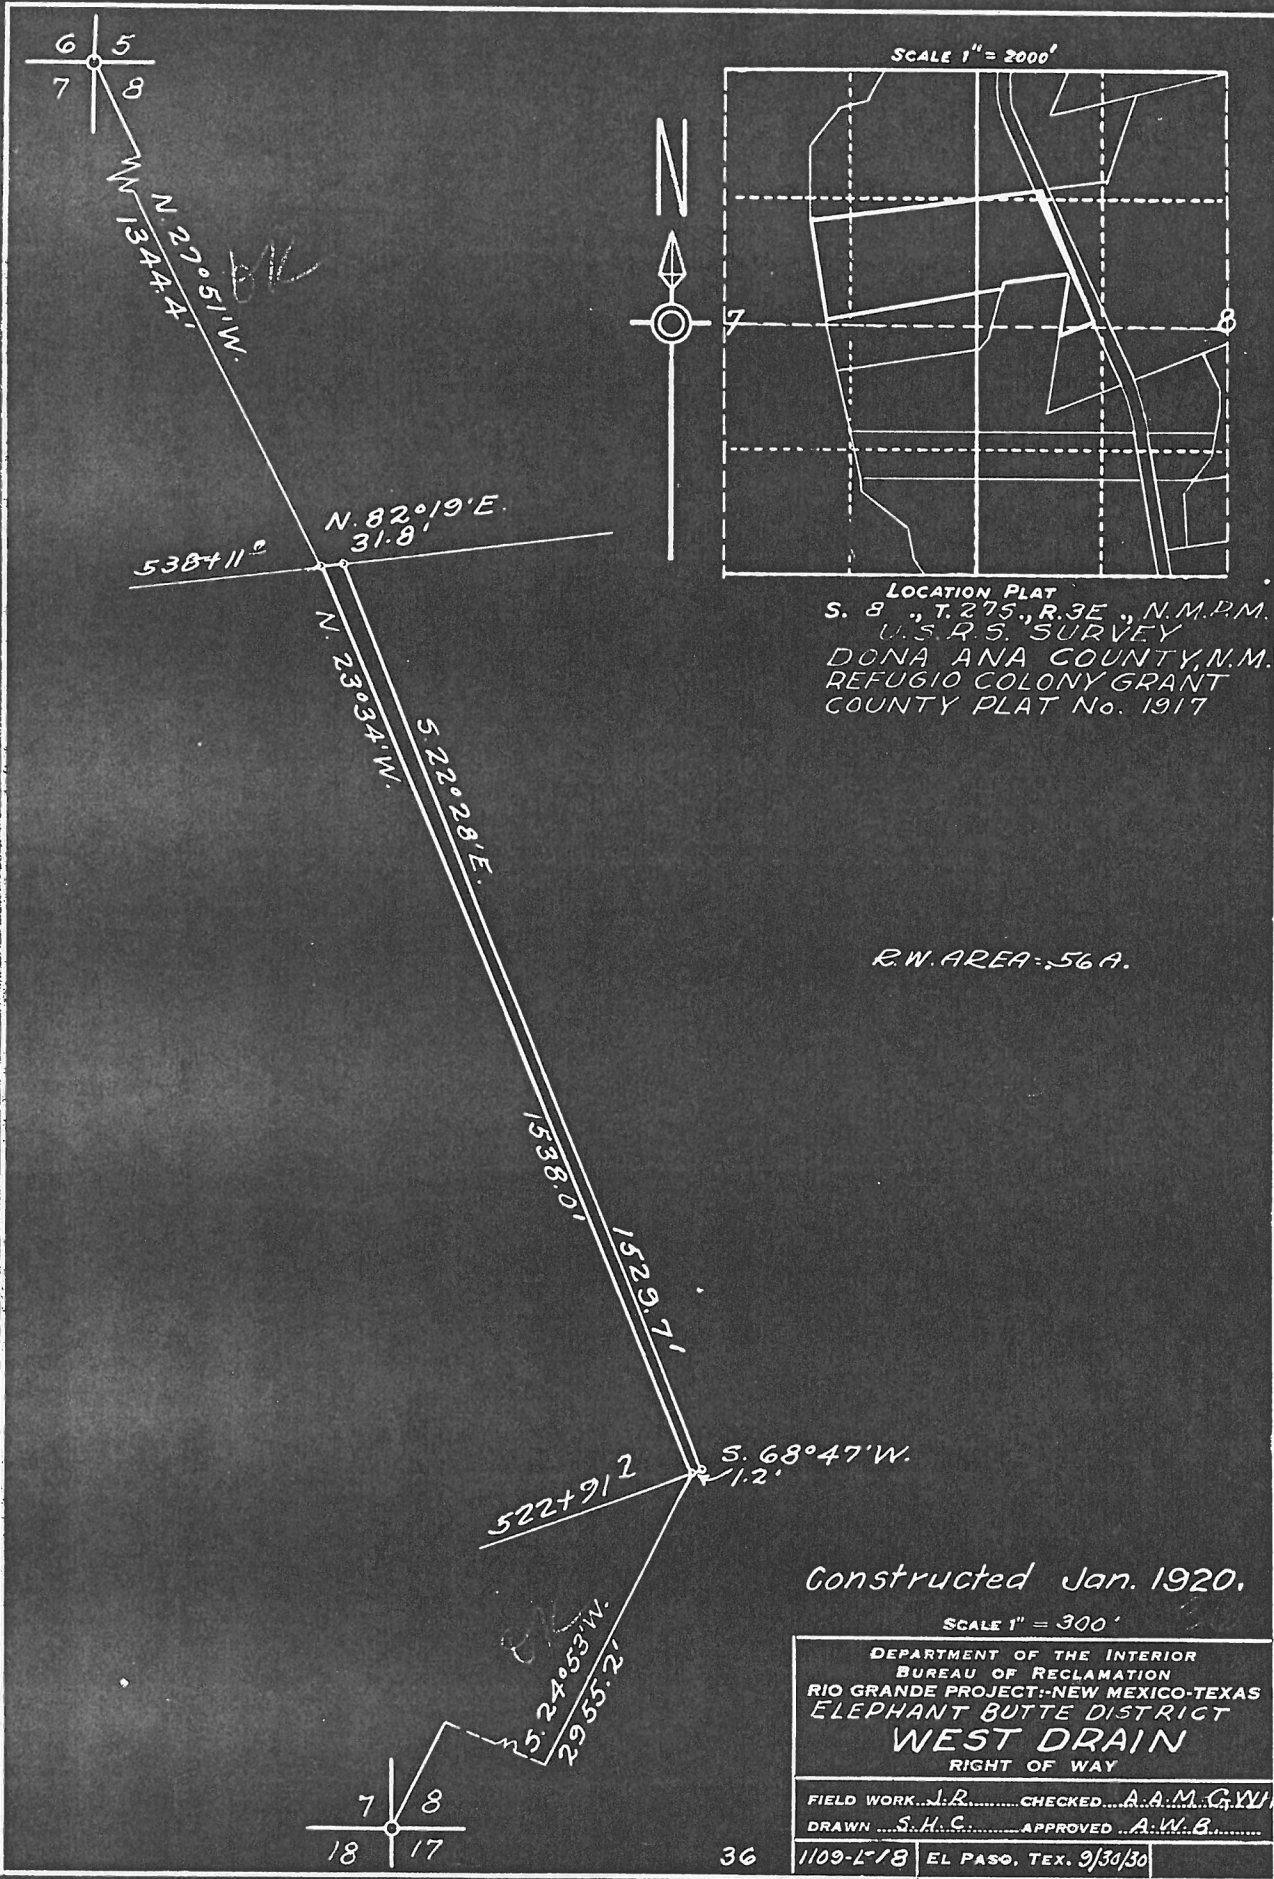 6 5
7 8
SCALE 1" = 2000'
N
N. 27°51'W.
1344.4'
OK
7
8
N. 82°19'E.
31.8'
538+11
LOCATION PLAT
S. 8 ., T. 27S., R. 3E ., N.M.P.M.
U.S.R.S. SURVEY
DONA ANA COUNTY, N.M.
REFUGIO COLONY GRANT
COUNTY PLAT No. 1917
N. 23°34'W.
S. 22°28'E.
R.W. AREA = .56 A.
1538.0'
1529.7'
S. 68°47'W.
1.2'
522+91 2
OK
S. 24°53'W.
2955.2'
Constructed Jan. 1920.
SCALE 1" = 300'
DEPARTMENT OF THE INTERIOR
BUREAU OF RECLAMATION
RIO GRANDE PROJECT:-NEW MEXICO-TEXAS
ELEPHANT BUTTE DISTRICT
WEST DRAIN
RIGHT OF WAY
FIELD WORK..J.R.........CHECKED...A.A.M. G.W.H
DRAWN ...S.H.C.......APPROVED ..A.W.B........
7 8
18 17
36
1109-L-18 EL PASO, TEX. 9/30/30